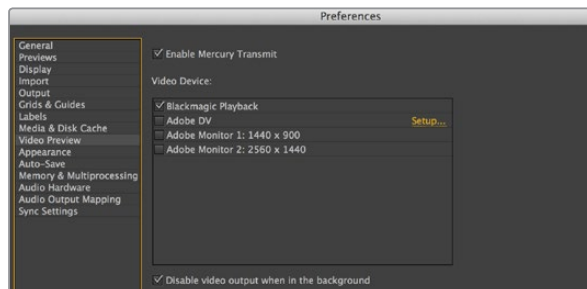 Preferences
General
Previews
Display
Import
Output
Grids & Guides
Labels
Media & Disk Cache
Video Preview
Appearance
Auto-Save
Memory & Multiprocessing
Audio Hardware
Audio Output Mapping
Sync Settings
Enable Mercury Transmit
Video Device:
Blackmagic Playback
Adobe DV Setup...
Adobe Monitor 1: 1440 x 900
Adobe Monitor 2: 2560 x 1440
Disable video output when in the background